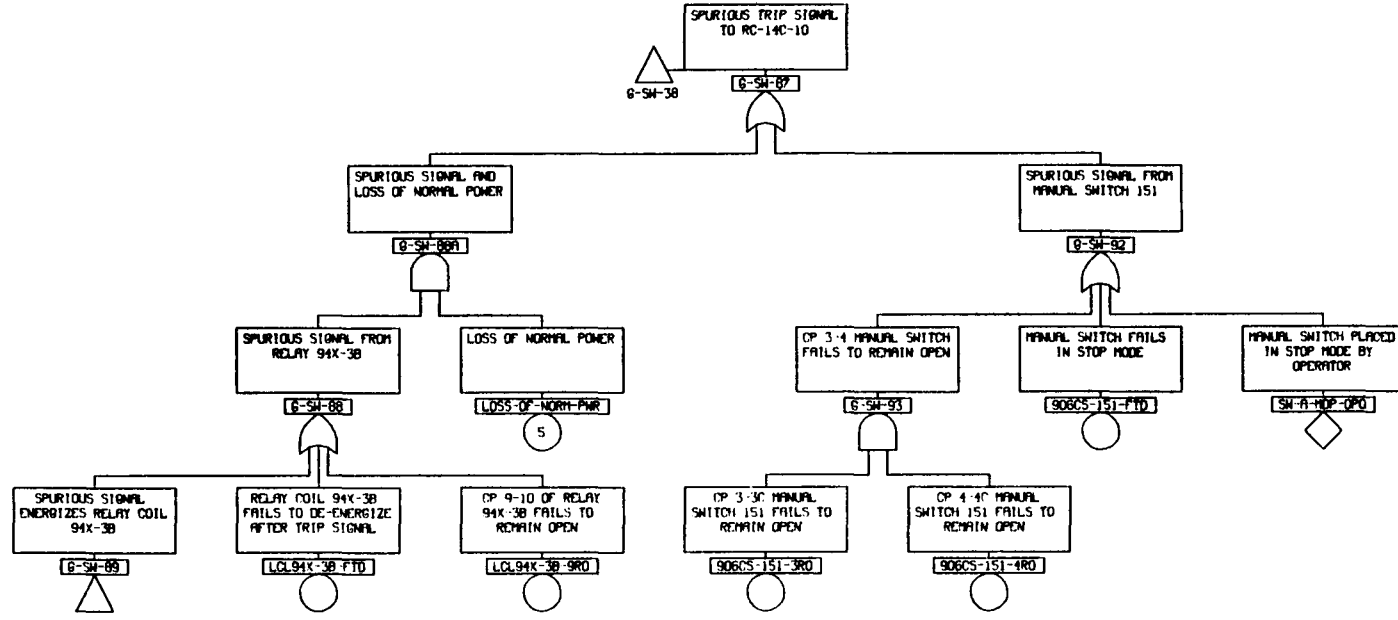 SPURIOUS TRIP SIGNAL
TO RC-14C-10
G-SW-38
G-SW-87
SPURIOUS SIGNAL AND
LOSS OF NORMAL POWER
G-SW-88A
SPURIOUS SIGNAL FROM
MANUAL SWITCH 151
G-SW-92
SPURIOUS SIGNAL FROM
RELAY 94X-3B
G-SW-88
LOSS OF NORMAL POWER
LOSS-OF-NORM-PWR
5
CP 3-4 MANUAL SWITCH
FAILS TO REMAIN OPEN
G-SW-93
MANUAL SWITCH FAILS
IN STOP MODE
906CS-151-FTO
MANUAL SWITCH PLACED
IN STOP MODE BY
OPERATOR
SW-A-MOP-OPO
SPURIOUS SIGNAL
ENERGIZES RELAY COIL
94X-3B
G-SW-89
RELAY COIL 94X-3B
FAILS TO DE-ENERGIZE
AFTER TRIP SIGNAL
LCL94X-3B-FTD
CP 9-10 OF RELAY
94X-3B FAILS TO
REMAIN OPEN
LCL94X-3B-9RO
CP 3-3C MANUAL
SWITCH 151 FAILS TO
REMAIN OPEN
906CS-151-3RO
CP 4-4C MANUAL
SWITCH 151 FAILS TO
REMAIN OPEN
906CS-151-4RO